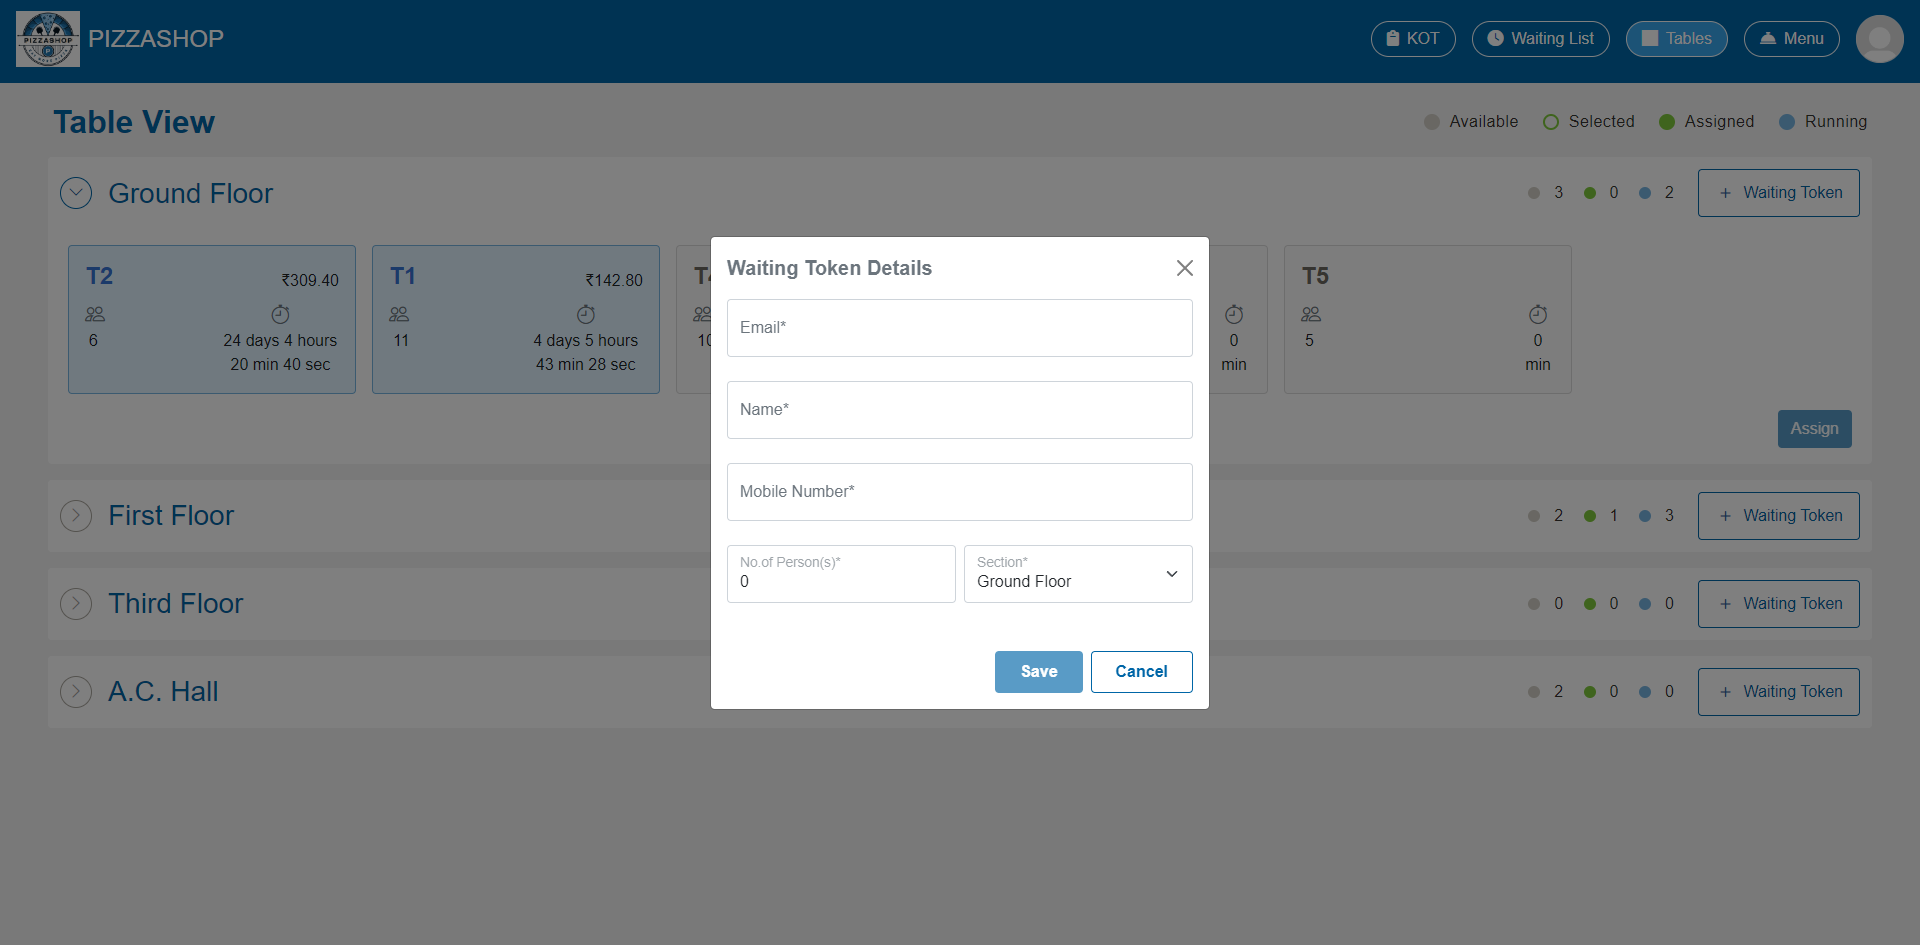 PIZZASHOP
PIZZASHOP
KOT
Waiting List
Tables
Menu
Table View
Available
Selected
Assigned
Running
Ground Floor
3
0
2
+ Waiting Token
T2
₹309.40
6
24 days 4 hours
20 min 40 sec
T1
₹142.80
11
4 days 5 hours
43 min 28 sec
0
min
T5
5
0
min
Assign
Waiting Token Details
Email*
Name*
Mobile Number*
No.of Person(s)*
0
Section*
Ground Floor
Save
Cancel
First Floor
2
1
3
+ Waiting Token
Third Floor
0
0
0
+ Waiting Token
A.C. Hall
2
0
0
+ Waiting Token